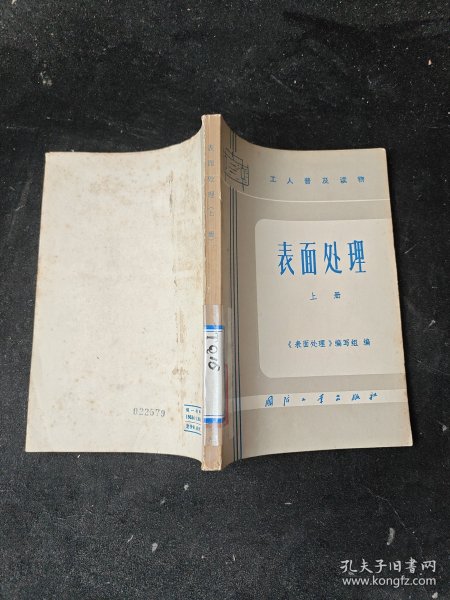 工人普及读物
表面处理
上册
《表面处理》编写组 编
国防工业出版社
表面处理（上册）
022579
孔夫子旧书网
www.kongfz.com